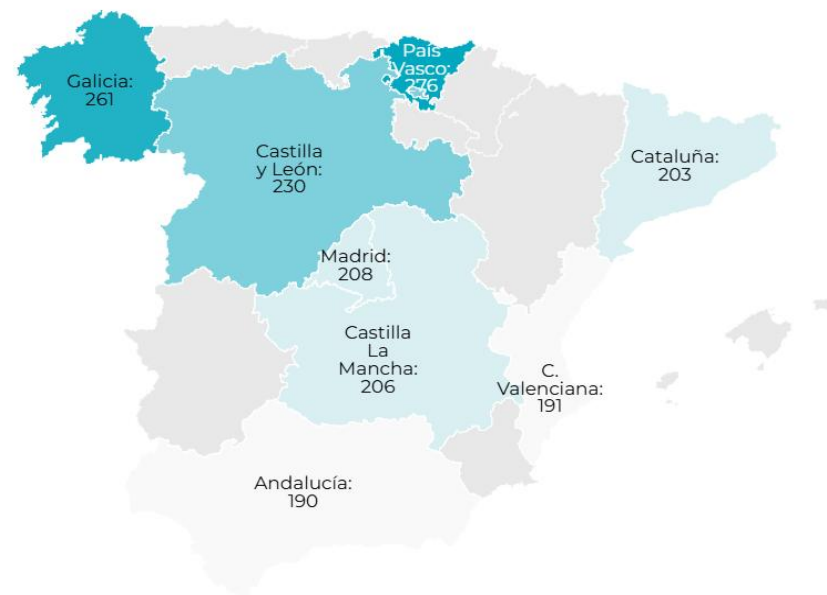 País
Vasco:
276
Galicia:
261
Castilla
y León:
230
Cataluña:
203
Madrid:
208
Castilla
La
Mancha:
206
C.
Valenciana:
191
Andalucía:
190